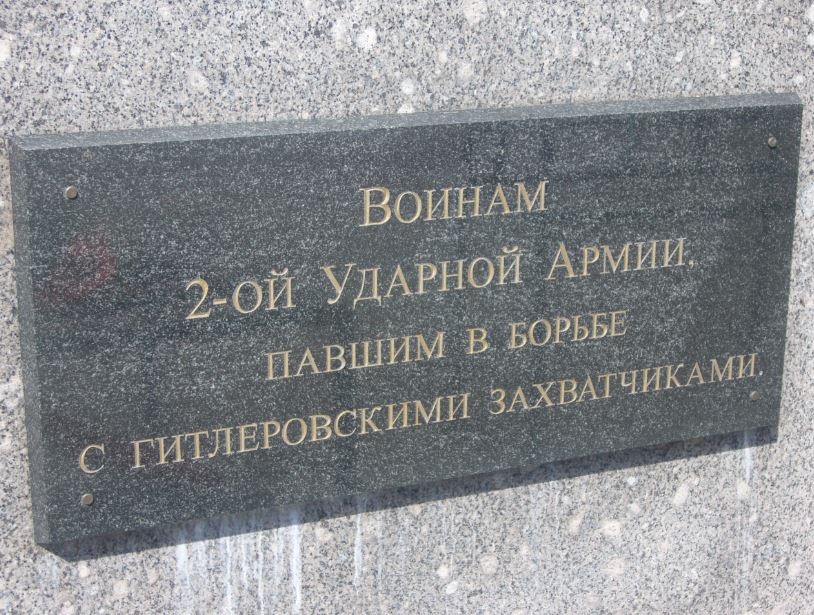 Воинам
2-ой Ударной Армии,
павшим в борьбе
с гитлеровскими захватчиками.